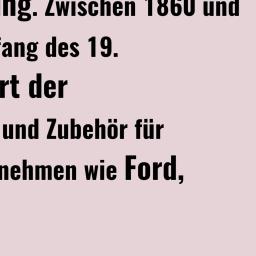 ng. Zwischen 1860 und
fang des 19.
rt der
und Zubehör für
nehmen wie Ford,